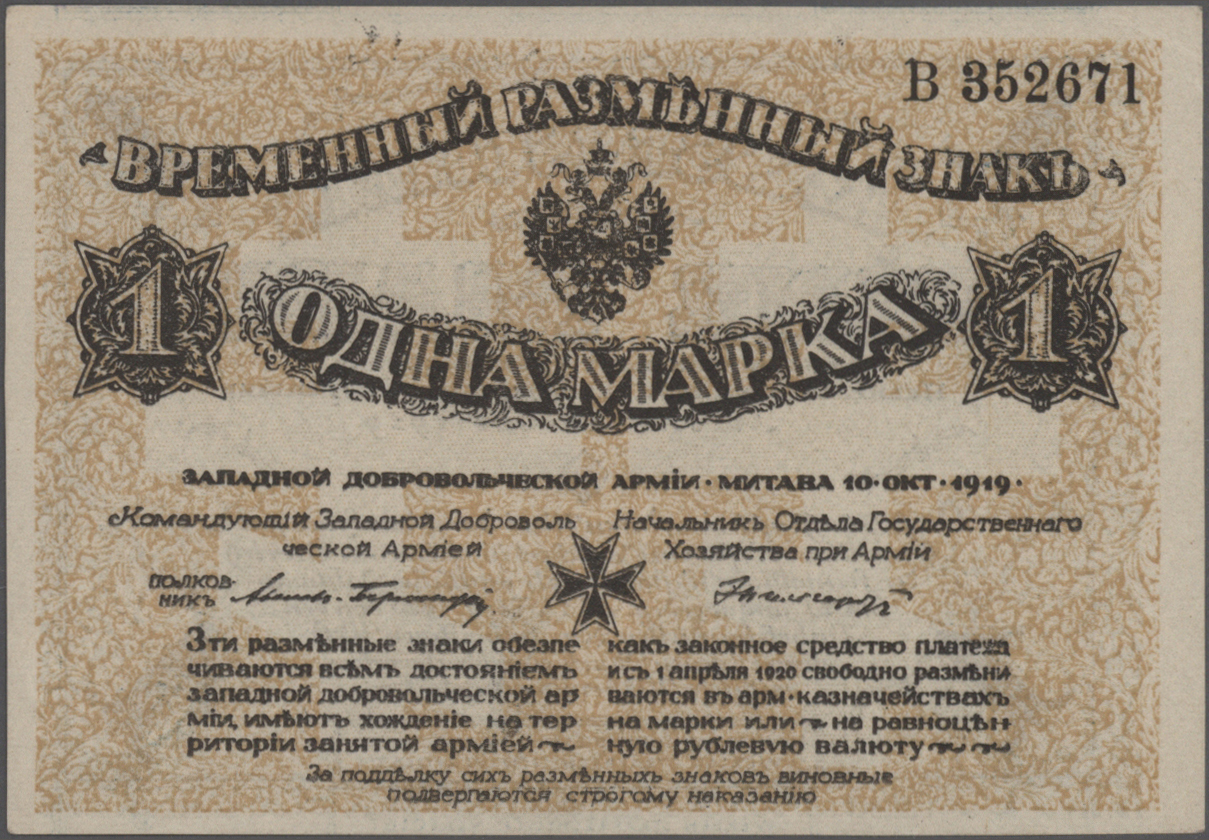 В 352671
ВРЕМЕННЫЙ РАЗМѢННЫЙ ЗНАКЪ
1 1
ОДНА МАРКА
ЗАПАДНОЙ ДОБРОВОЛЬЧЕСКОЙ АРМІИ · МИТАВА 10 · ОКТ · 1919 ·
Командующій Западной Доброволь
ческой Арміей
полков-
никъ
Начальникъ Отдѣла Государственнаго
Хозяйства при Арміи
Эти размѣнные знаки обезпе
чиваются всѣмъ достояніемъ
западной добровольческой ар
міи, имѣютъ хожденіе на тер
риторіи занятой арміей
какъ законное средство платежа
и съ 1 апрѣля 1920 свободно размѣни
ваются въ арм · казначействахъ
на марки или на равноцѣн
ную рублевую валюту
За поддѣлку сихъ размѣнныхъ знаковъ виновные
подвергаются строгому наказанію